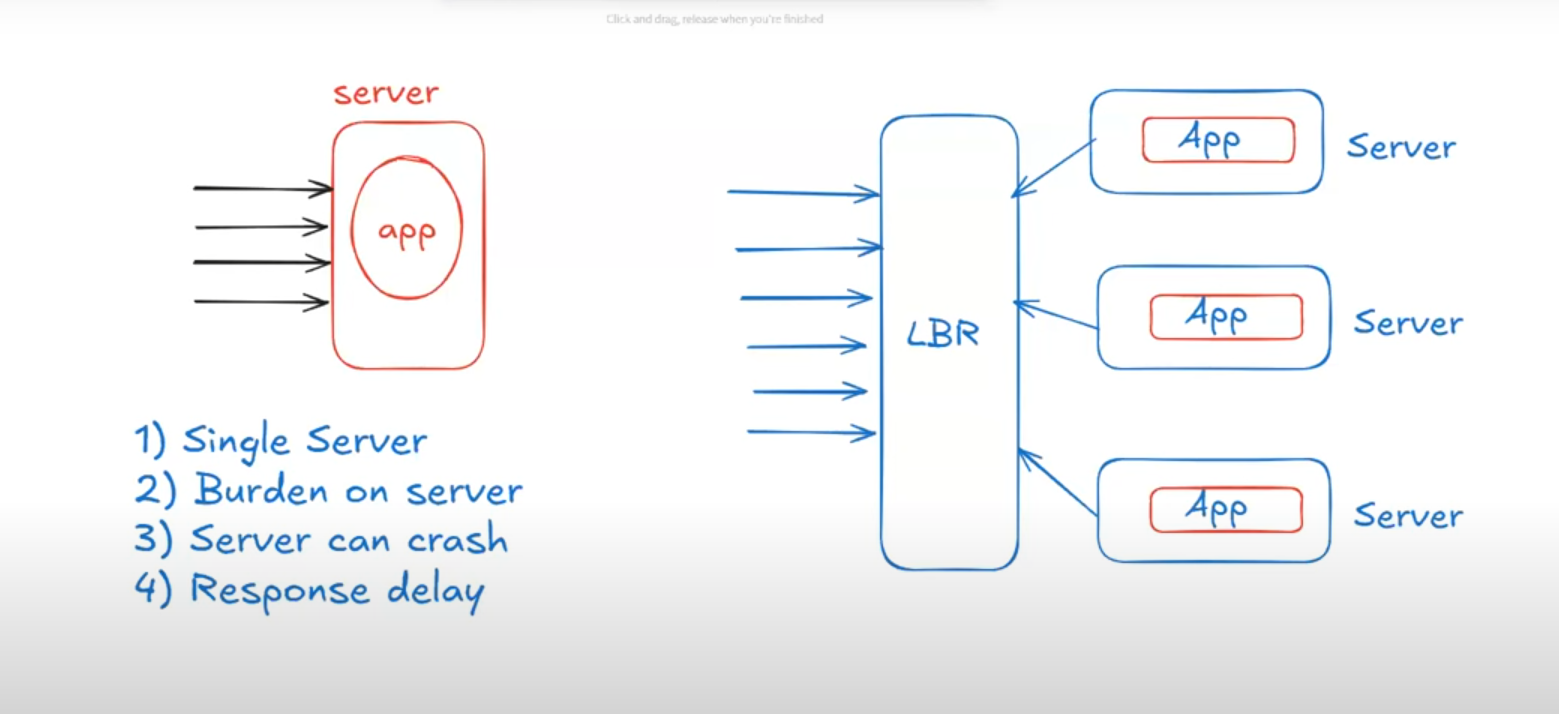 Click and drag, release when you're finished
server
app
1) Single Server
2) Burden on server
3) Server can crash
4) Response delay
LBR
App
Server
App
Server
App
Server